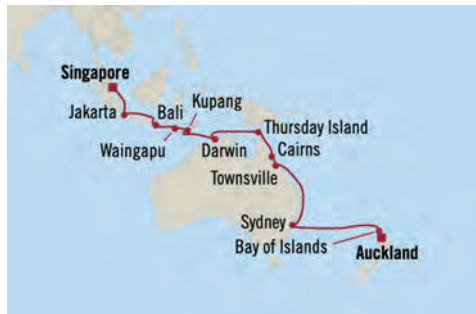 Singapore
Jakarta
Bali
Kupang
Waingapu
Darwin
Thursday Island
Cairns
Townsville
Sydney
Bay of Islands
Auckland